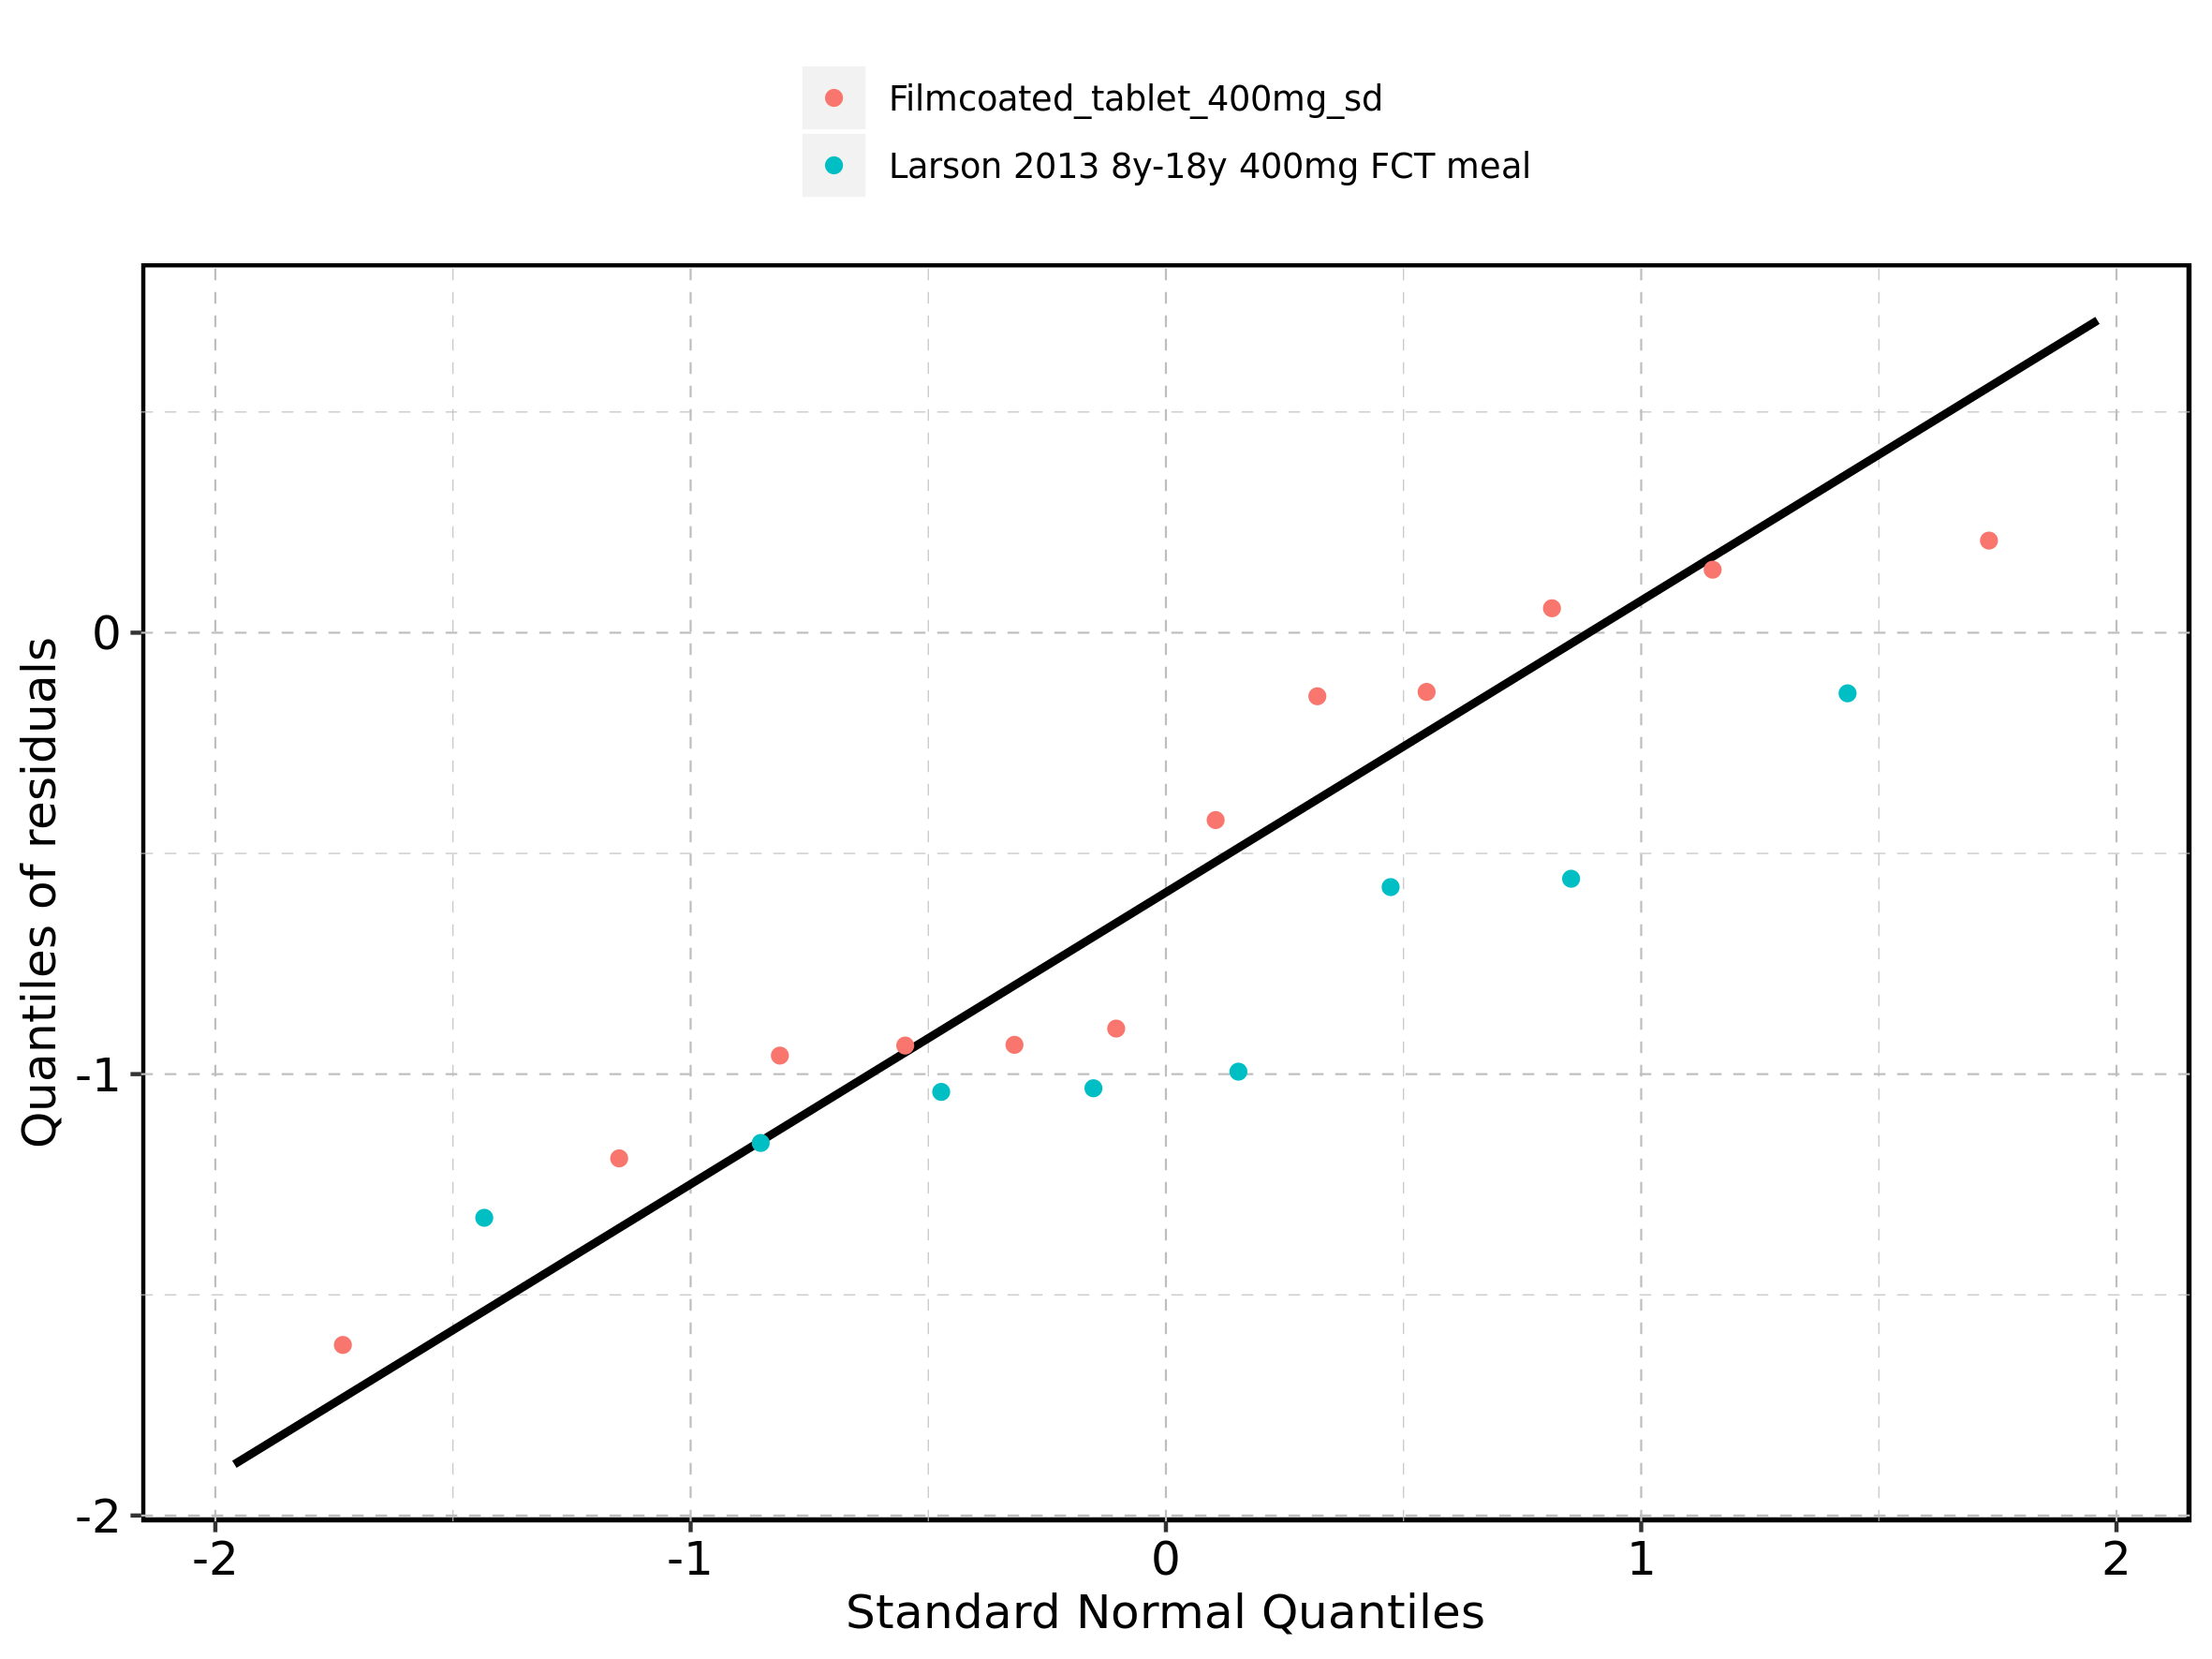 Filmcoated_tablet_400mg_sd
Larson 2013 8y-18y 400mg FCT meal
Quantiles of residuals
0
-1
-2
-2
-1
0
1
2
Standard Normal Quantiles